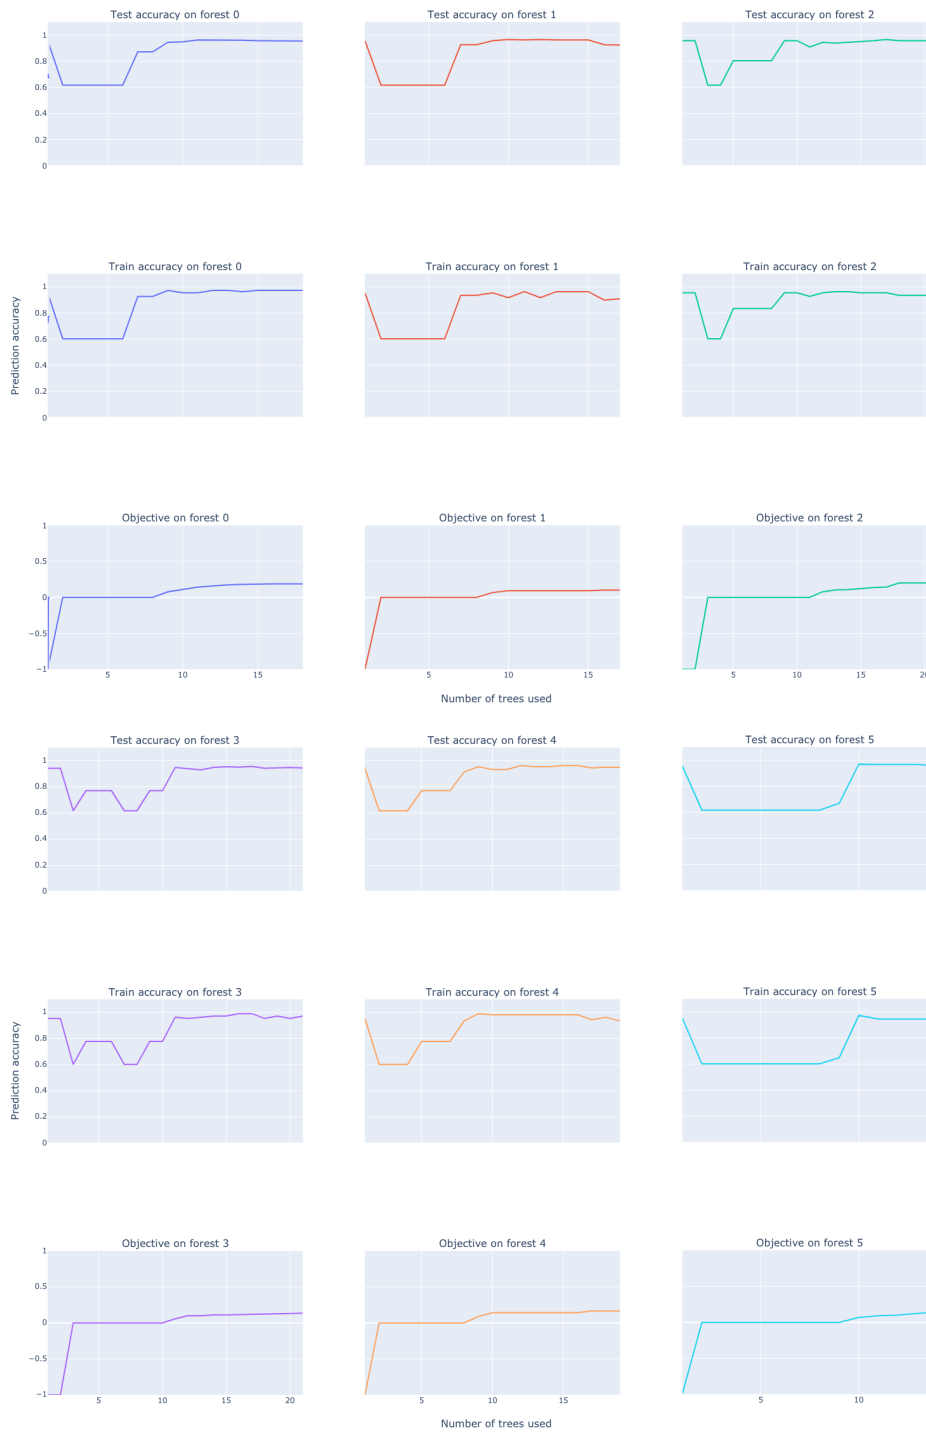 Test accuracy on forest 0
Test accuracy on forest 1
Test accuracy on forest 2
1
0.8
0.6
0.4
0.2
0
Train accuracy on forest 0
Train accuracy on forest 1
Train accuracy on forest 2
Prediction accuracy
1
0.8
0.6
0.4
0.2
0
Objective on forest 0
Objective on forest 1
Objective on forest 2
1
0.5
0
−0.5
−1
5 10 15
5 10 15
5 10 15 20
Number of trees used
Test accuracy on forest 3
Test accuracy on forest 4
Test accuracy on forest 5
1
0.8
0.6
0.4
0.2
0
Train accuracy on forest 3
Train accuracy on forest 4
Train accuracy on forest 5
Prediction accuracy
1
0.8
0.6
0.4
0.2
0
Objective on forest 3
Objective on forest 4
Objective on forest 5
1
0.5
0
−0.5
−1
5 10 15 20
5 10 15
5 10
Number of trees used